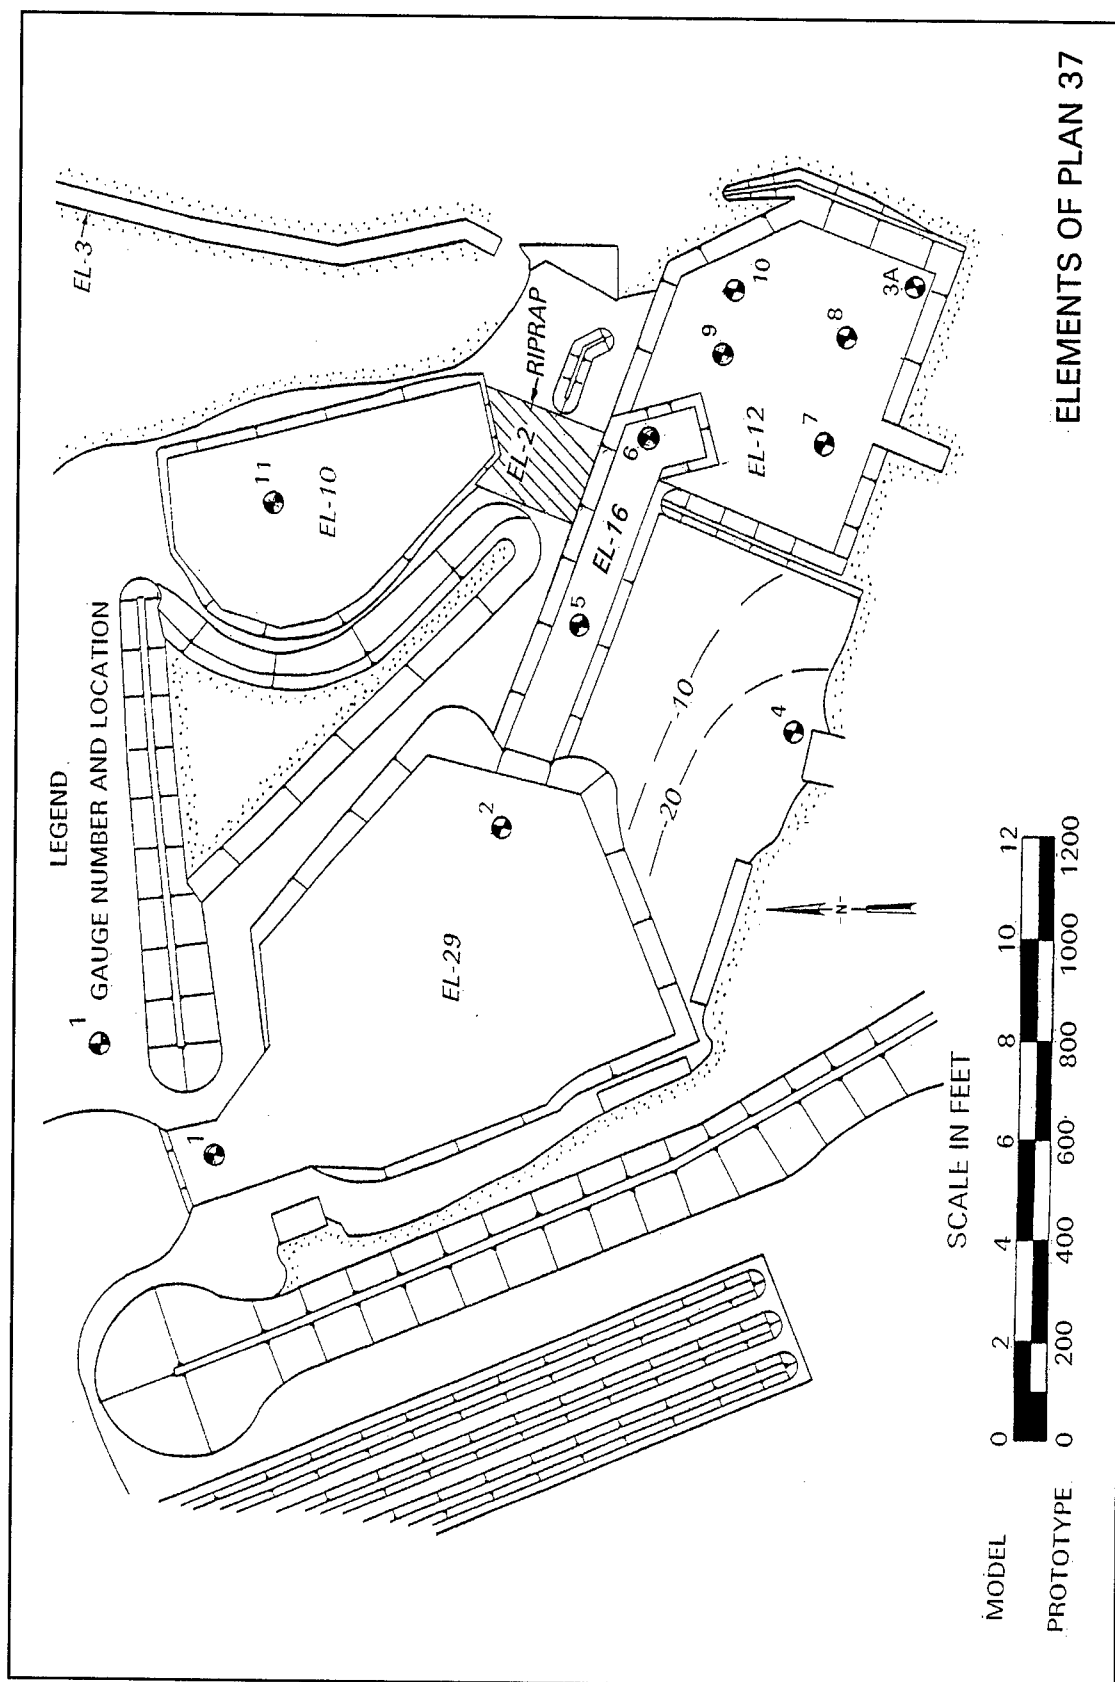 LEGEND
1 GAUGE NUMBER AND LOCATION
EL-3
11
EL-10
1
EL-2
RIPRAP
EL-29
2
5
EL-16
6
9
10
EL-12
7
8
3A
-10
-20
4
-N-
SCALE IN FEET
MODEL 0 2 4 6 8 10 12
PROTOTYPE 0 200 400 600 800 1000 1200
ELEMENTS OF PLAN 37